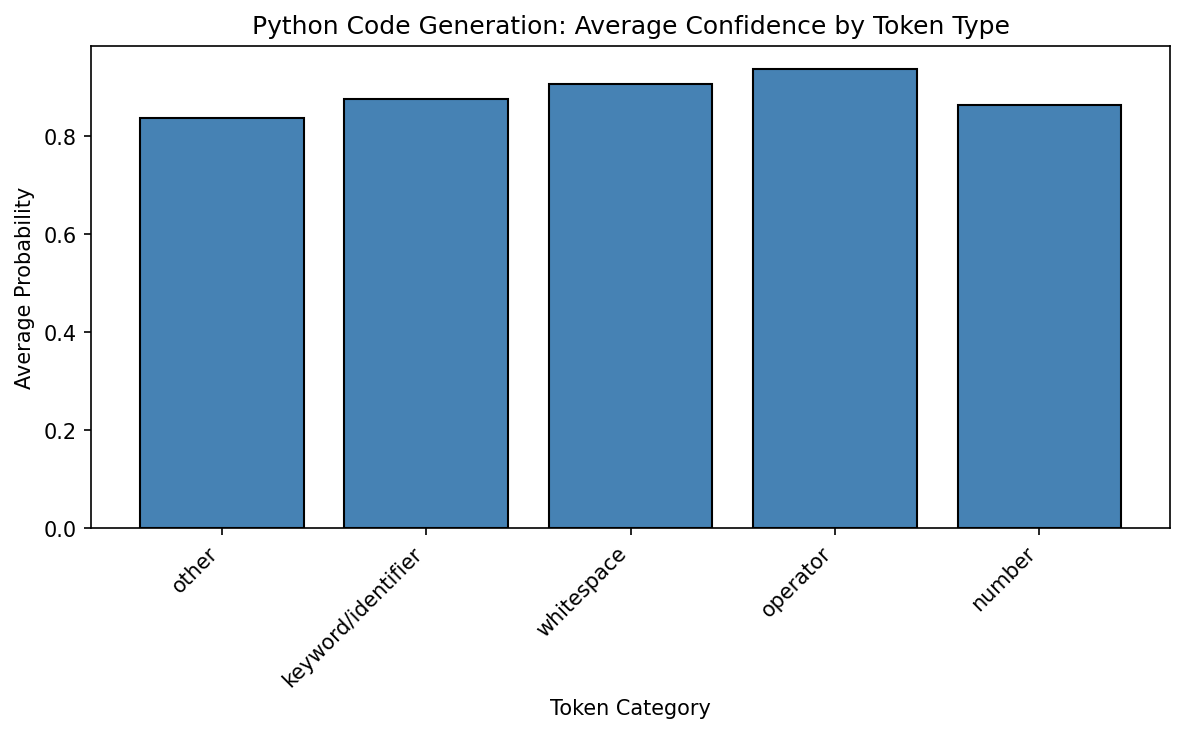 Python Code Generation: Average Confidence by Token Type
Average Probability
0.8
0.6
0.4
0.2
0.0
other
keyword/identifier
whitespace
operator
number
Token Category